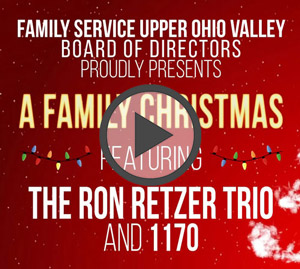 FAMILY SERVICE UPPER OHIO VALLEY
BOARD OF DIRECTORS
PROUDLY PRESENTS
A FAMILY CHRISTMAS
FEATURING
THE RON RETZER TRIO
AND 1170